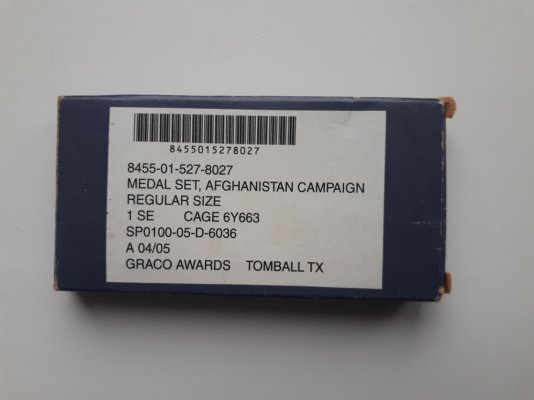 8455015278027
8455-01-527-8027
MEDAL SET, AFGHANISTAN CAMPAIGN
REGULAR SIZE
1 SE CAGE 6Y663
SP0100-05-D-6036
A 04/05
GRACO AWARDS TOMBALL TX